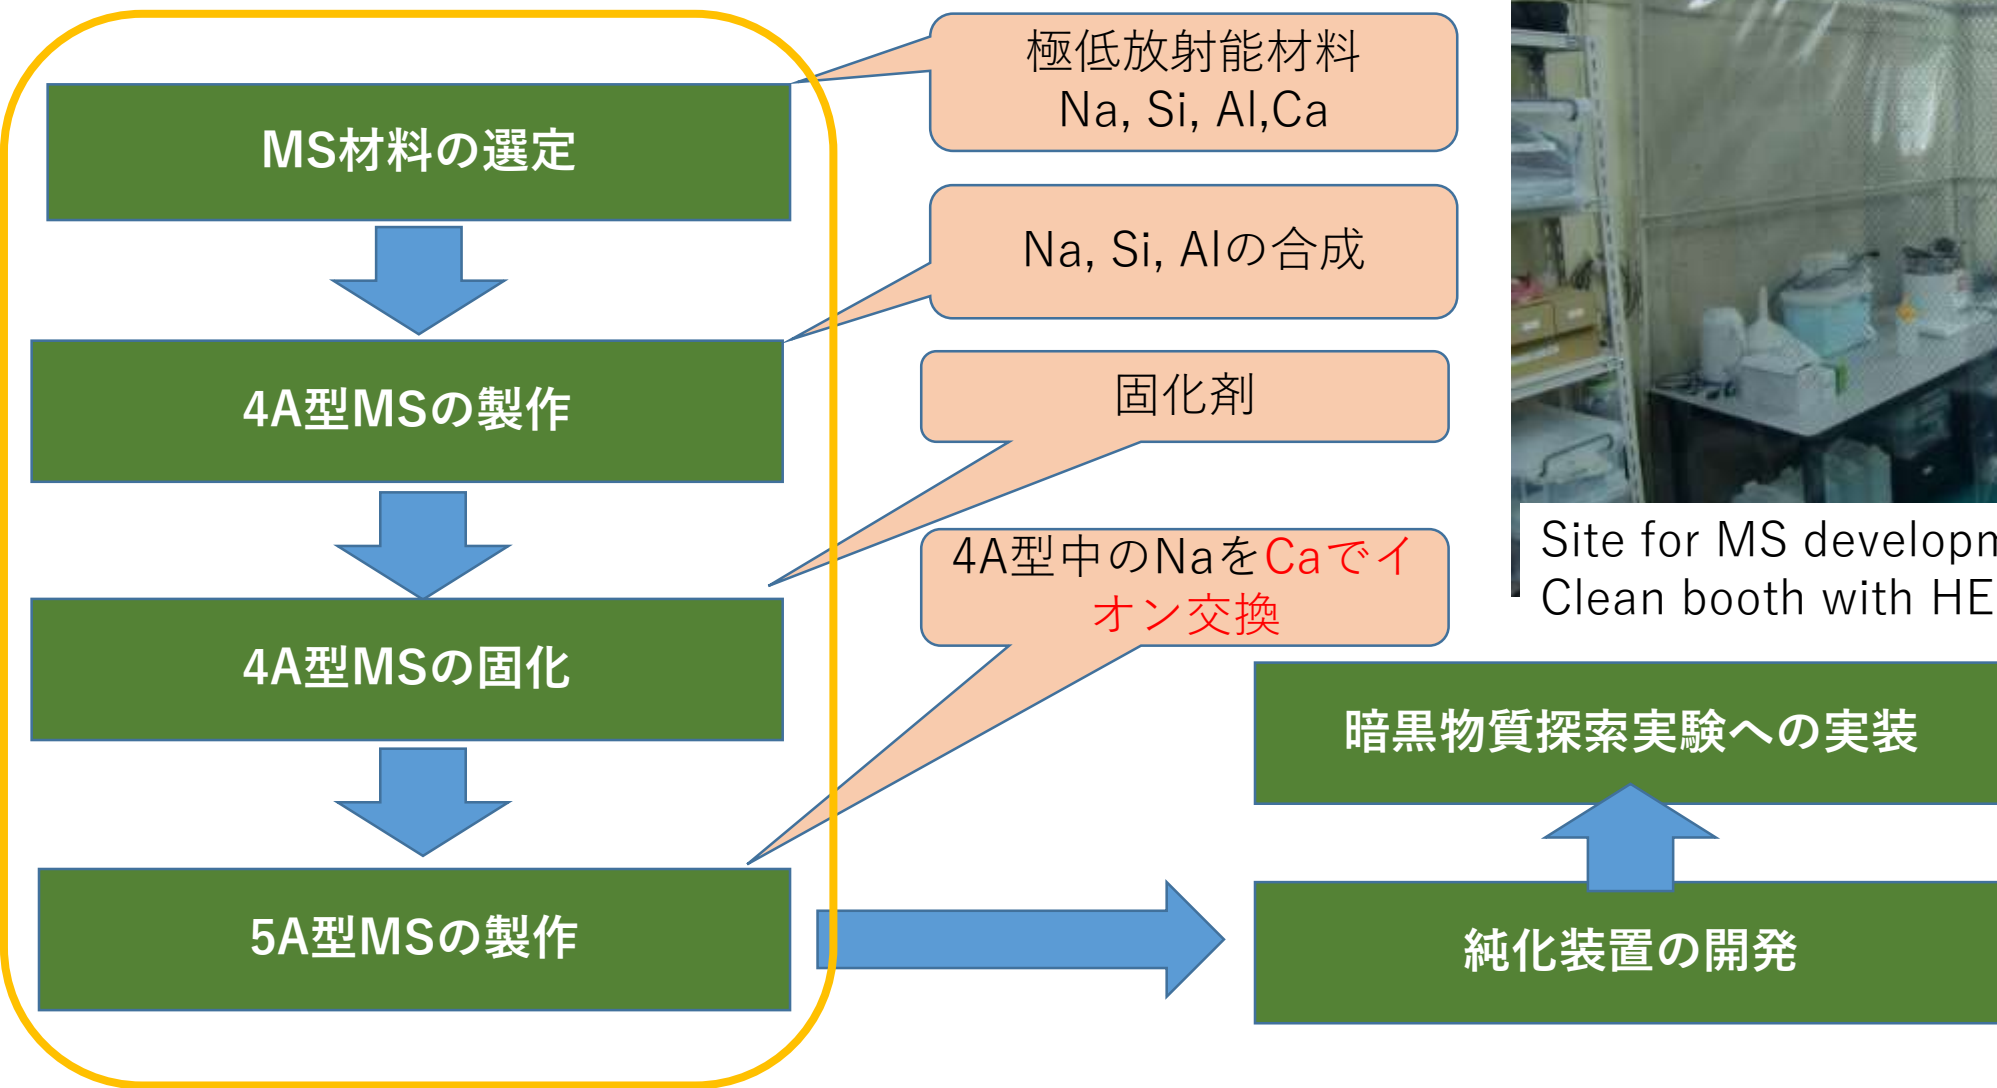 MS材料の選定
極低放射能材料
Na, Si, Al,Ca
4A型MSの製作
Na, Si, Alの合成
4A型MSの固化
固化剤
5A型MSの製作
4A型中のNaをCaでイ
オン交換
Site for MS
Clean booth with
暗黒物質探索実験への実装
純化装置の開発